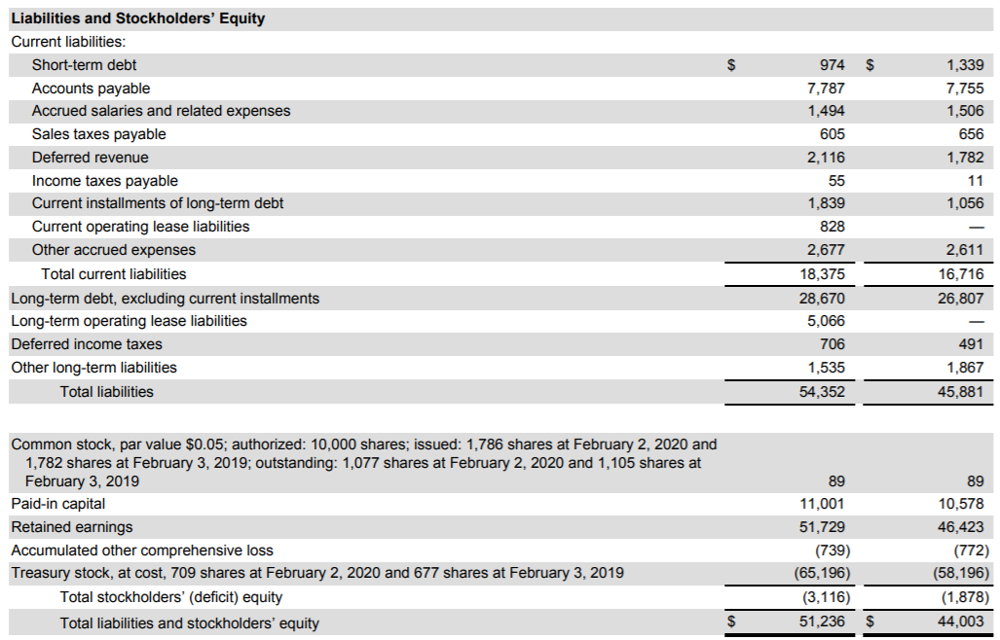 Liabilities and Stockholders’ Equity
Current liabilities:
Short-term debt $ 974 $ 1,339
Accounts payable 7,787 7,755
Accrued salaries and related expenses 1,494 1,506
Sales taxes payable 605 656
Deferred revenue 2,116 1,782
Income taxes payable 55 11
Current installments of long-term debt 1,839 1,056
Current operating lease liabilities 828 —
Other accrued expenses 2,677 2,611
Total current liabilities 18,375 16,716
Long-term debt, excluding current installments 28,670 26,807
Long-term operating lease liabilities 5,066 —
Deferred income taxes 706 491
Other long-term liabilities 1,535 1,867
Total liabilities 54,352 45,881
Common stock, par value $0.05; authorized: 10,000 shares; issued: 1,786 shares at February 2, 2020 and
1,782 shares at February 3, 2019; outstanding: 1,077 shares at February 2, 2020 and 1,105 shares at
February 3, 2019 89 89
Paid-in capital 11,001 10,578
Retained earnings 51,729 46,423
Accumulated other comprehensive loss (739) (772)
Treasury stock, at cost, 709 shares at February 2, 2020 and 677 shares at February 3, 2019 (65,196) (58,196)
Total stockholders’ (deficit) equity (3,116) (1,878)
Total liabilities and stockholders’ equity $ 51,236 $ 44,003